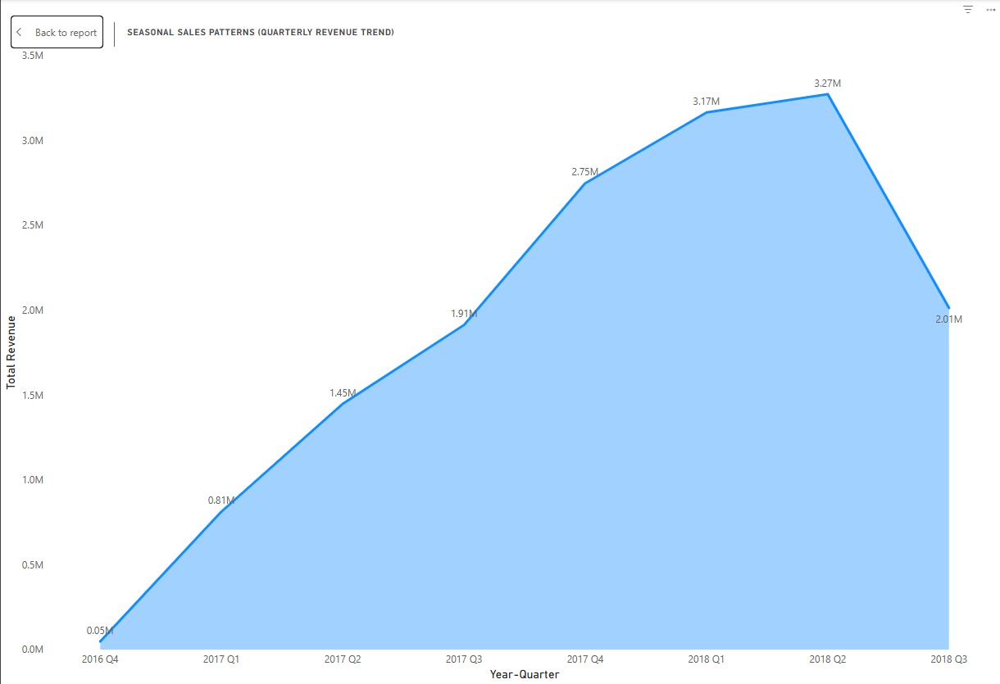 Back to report
SEASONAL SALES PATTERNS (QUARTERLY REVENUE TREND)
3.5M
3.0M
2.5M
2.0M
1.5M
1.0M
0.5M
0.0M
Total Revenue
0.05M
0.81M
1.45M
1.91M
2.75M
3.17M
3.27M
2.01M
2016 Q4
2017 Q1
2017 Q2
2017 Q3
2017 Q4
2018 Q1
2018 Q2
2018 Q3
Year-Quarter